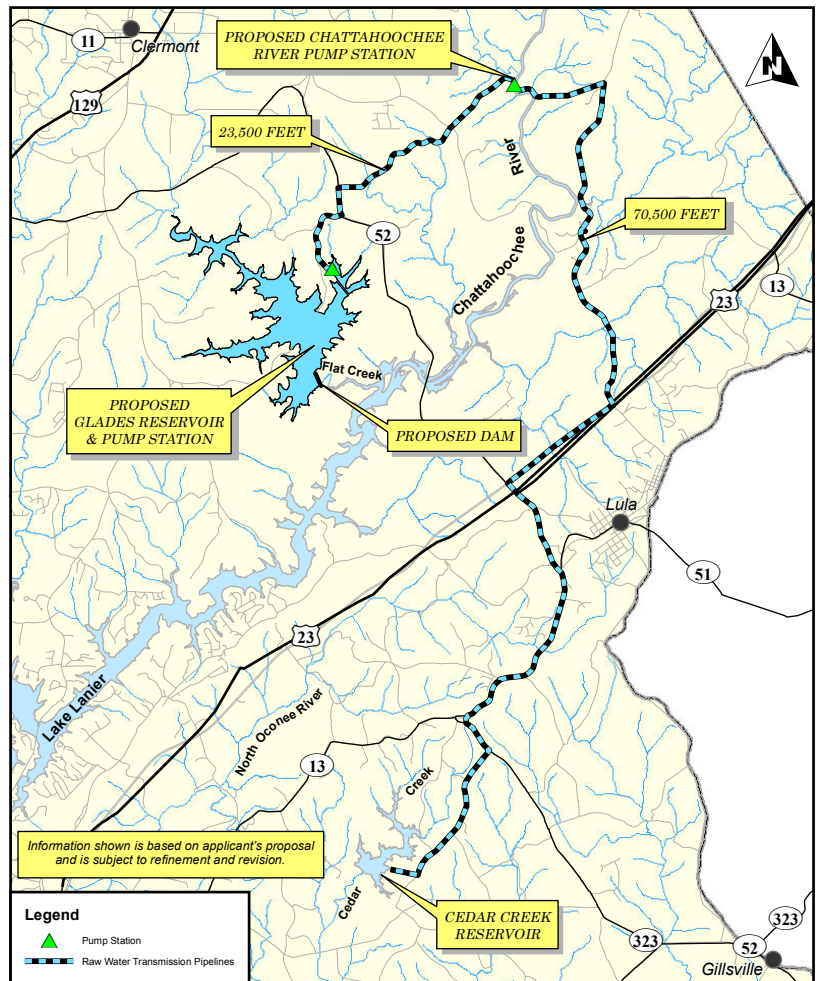 11
Clermont
129
PROPOSED CHATTAHOOCHEE
RIVER PUMP STATION
N
23,500 FEET
River
70,500 FEET
52
Chattahoochee
23
13
Flat Creek
PROPOSED
GLADES RESERVOIR
& PUMP STATION
PROPOSED DAM
Lula
51
23
Lake Lanier
North Oconee River
13
Creek
Information shown is based on applicant's proposal
and is subject to refinement and revision.
Cedar
CEDAR CREEK
RESERVOIR
323
323
52
Gillsville
Legend
Pump Station
Raw Water Transmission Pipelines